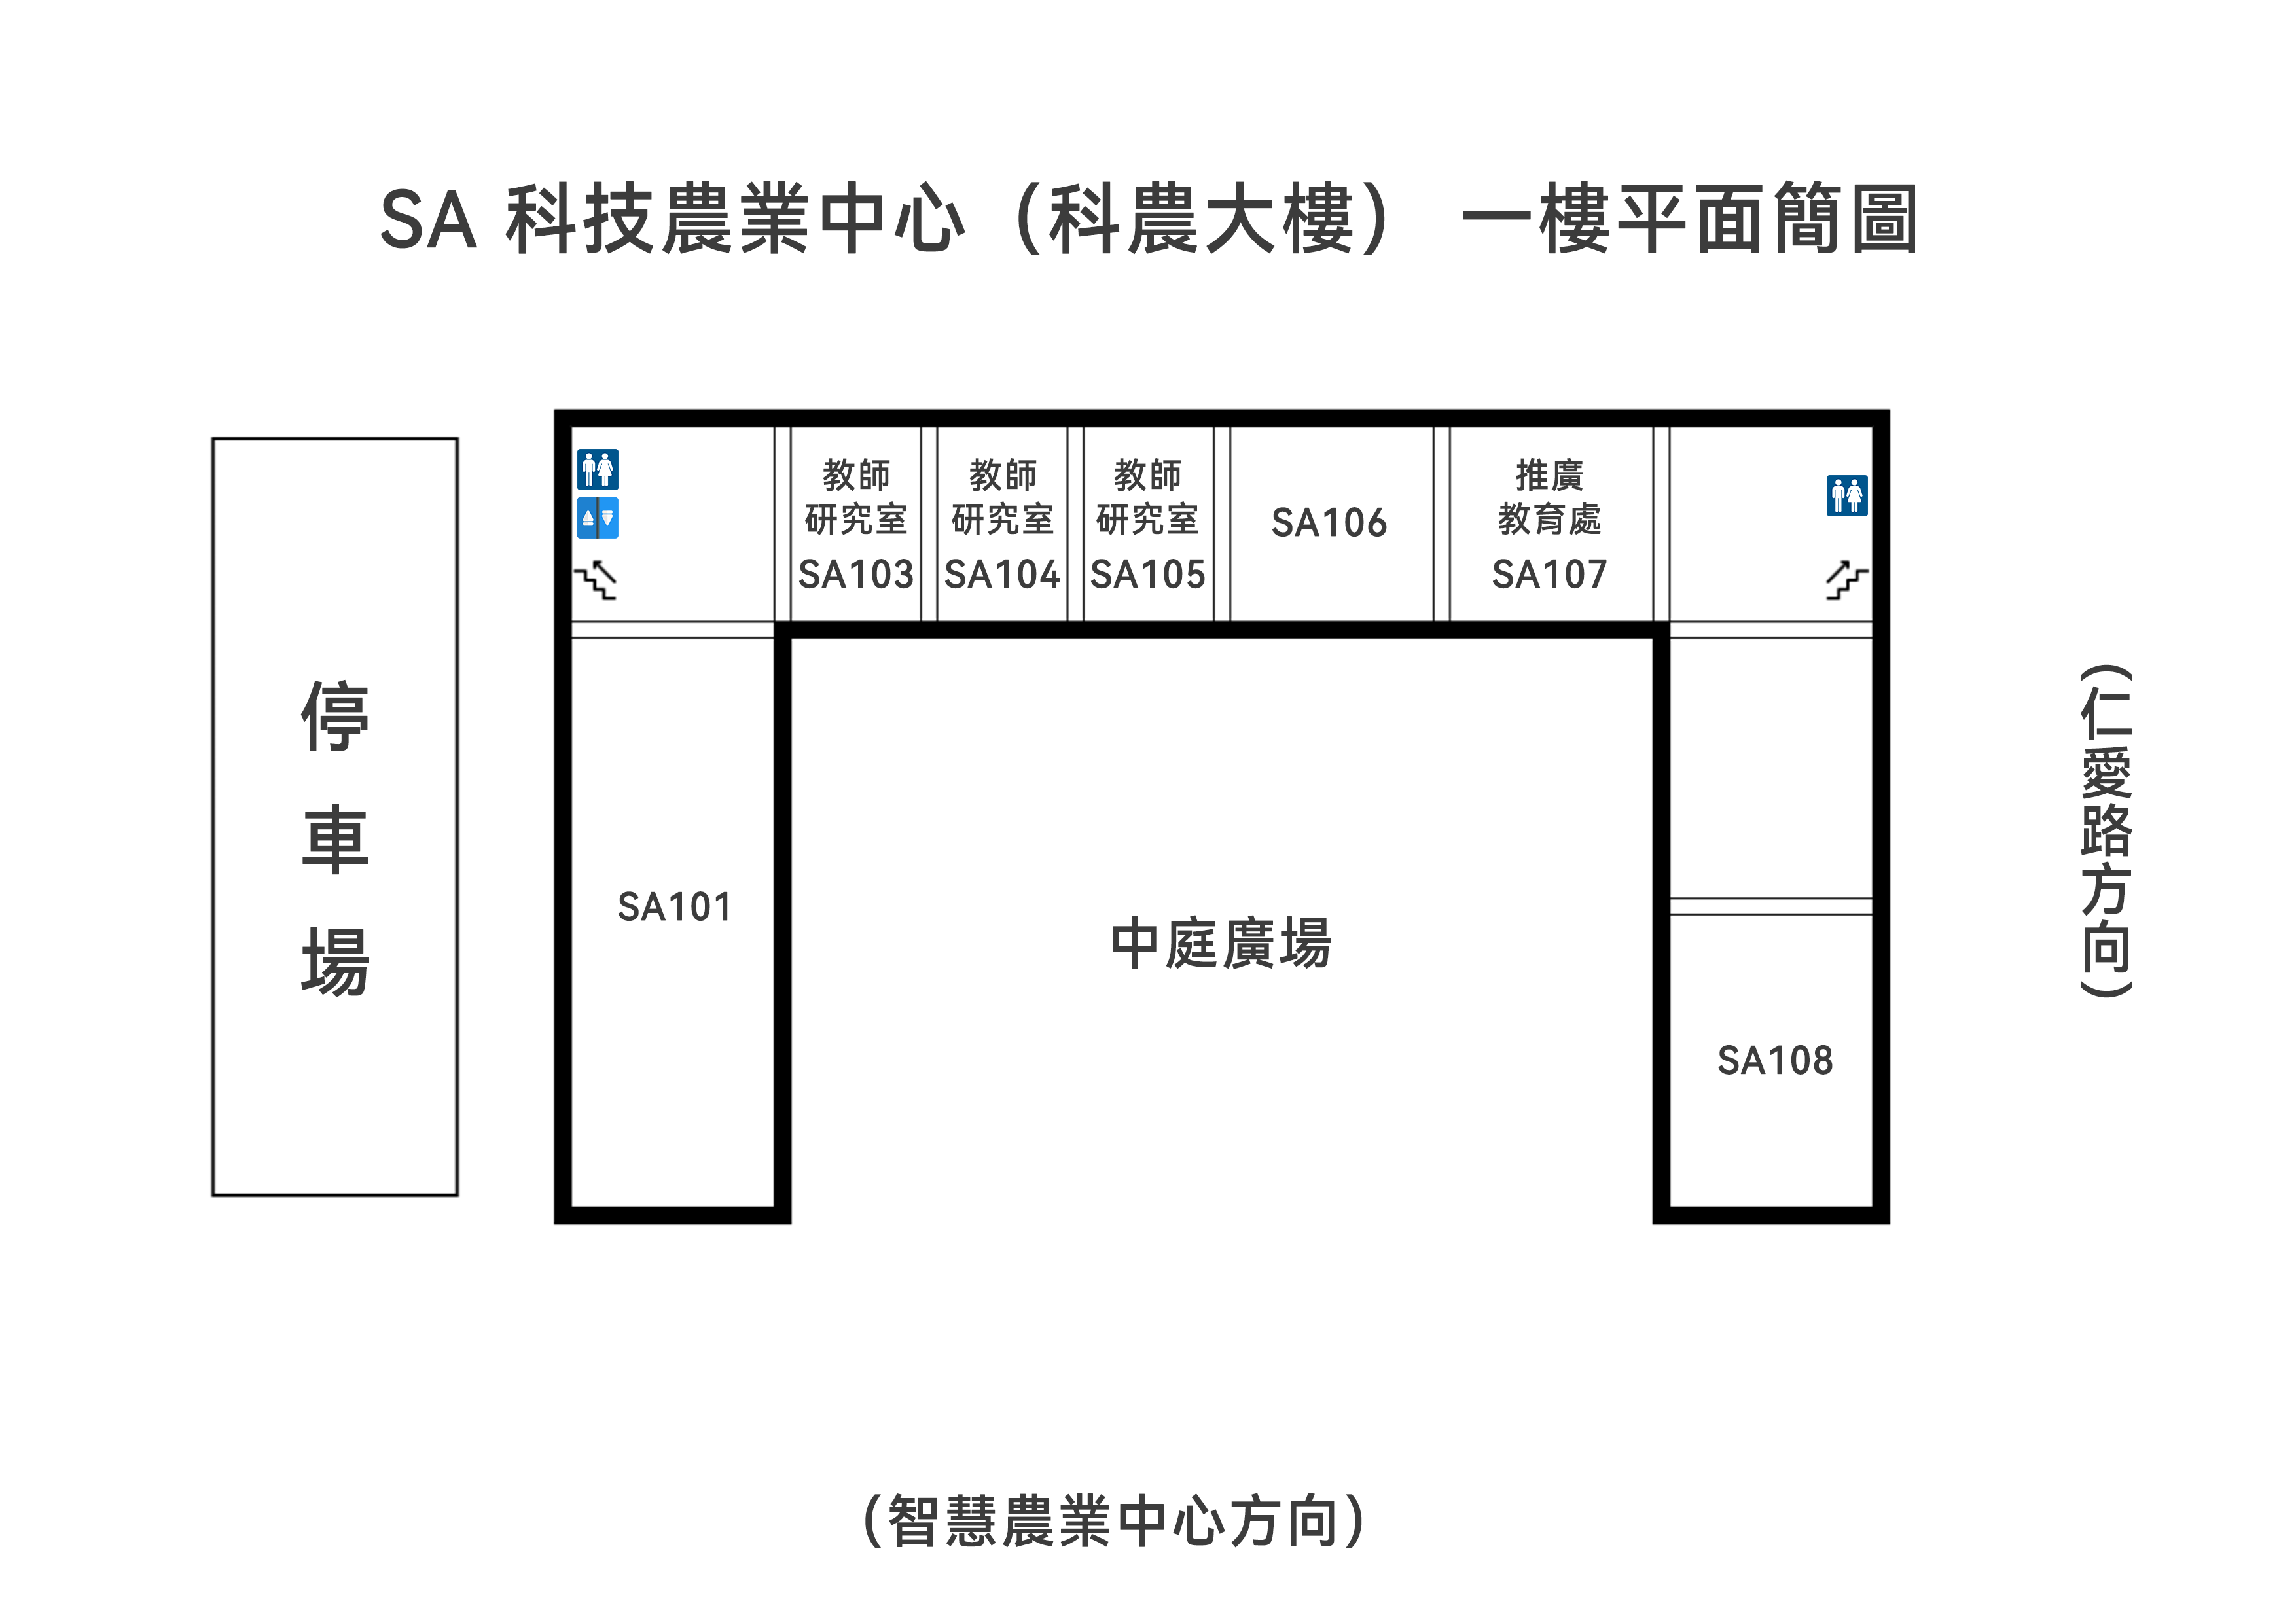 SA 科技農業中心（科農大樓） 一樓平面簡圖
教師
研究室
SA103
教師
研究室
SA104
教師
研究室
SA105
SA106
推廣
教育處
SA107
停車場
SA101
中庭廣場
SA108
（仁愛路方向）
（智慧農業中心方向）